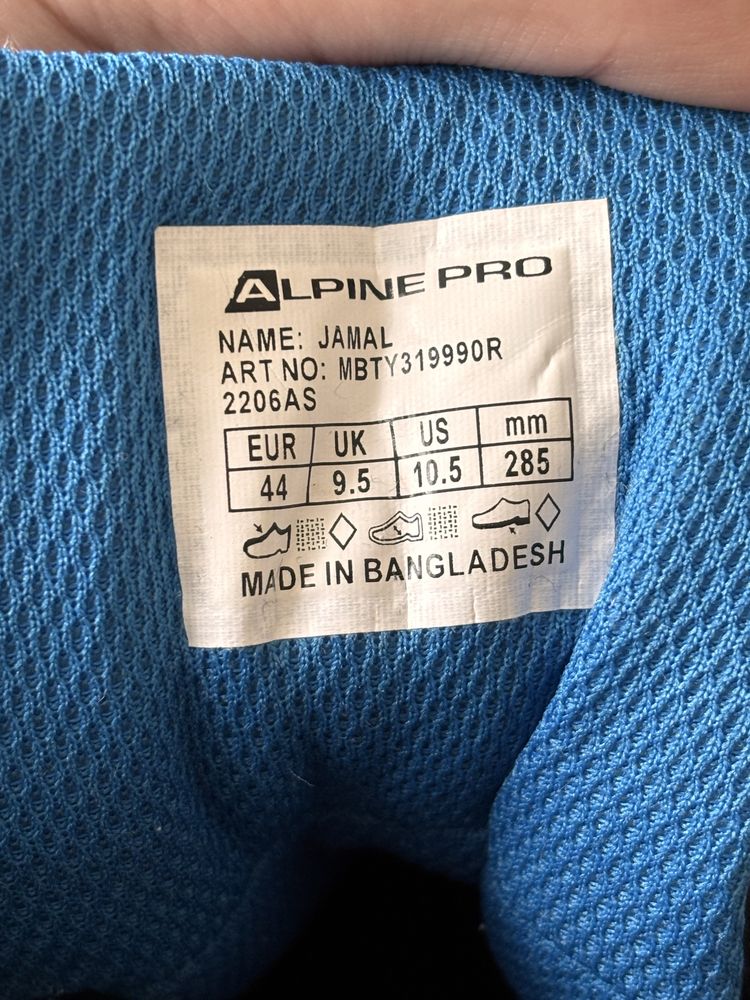 ALPINE PRO
NAME: JAMAL
ART NO: MBTY319990R
2206AS
EUR UK US mm
44 9.5 10.5 285
MADE IN BANGLADESH